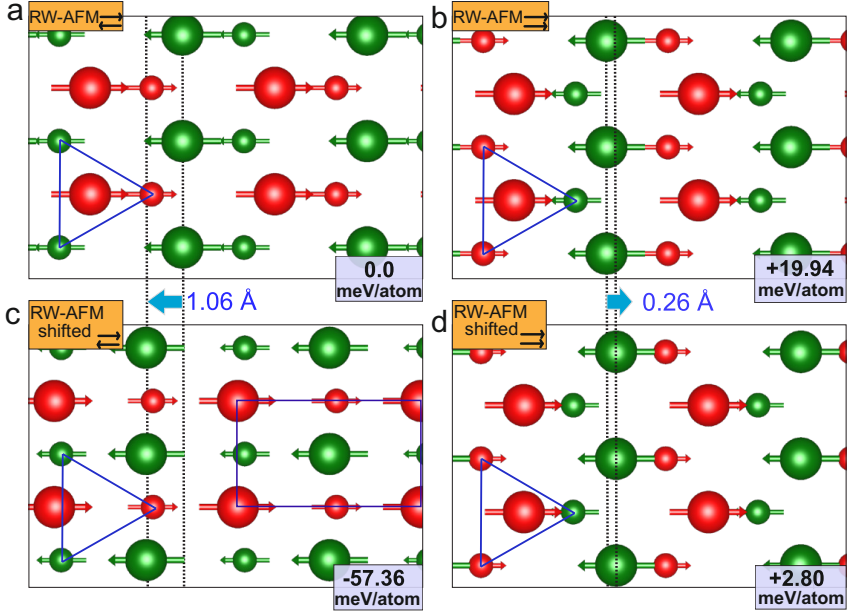 a
RW-AFM
0.0
meV/atom
b
RW-AFM
+19.94
meV/atom
1.06 Å
0.26 Å
c
RW-AFM
shifted
-57.36
meV/atom
d
RW-AFM
shifted
+2.80
meV/atom